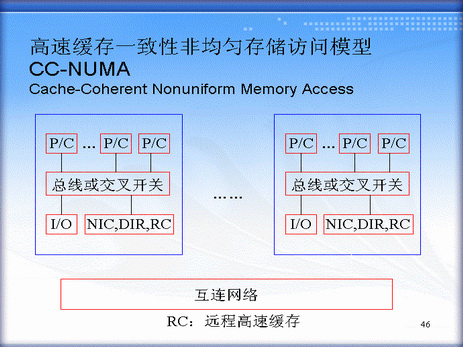 高速缓存一致性非均匀存储访问模型
CC-NUMA
Cache-Coherent Nonuniform Memory Access
P/C ... P/C P/C
总线或交叉开关
I/O NIC,DIR,RC
……
P/C ... P/C P/C
总线或交叉开关
I/O NIC,DIR,RC
互连网络
RC：远程高速缓存
46